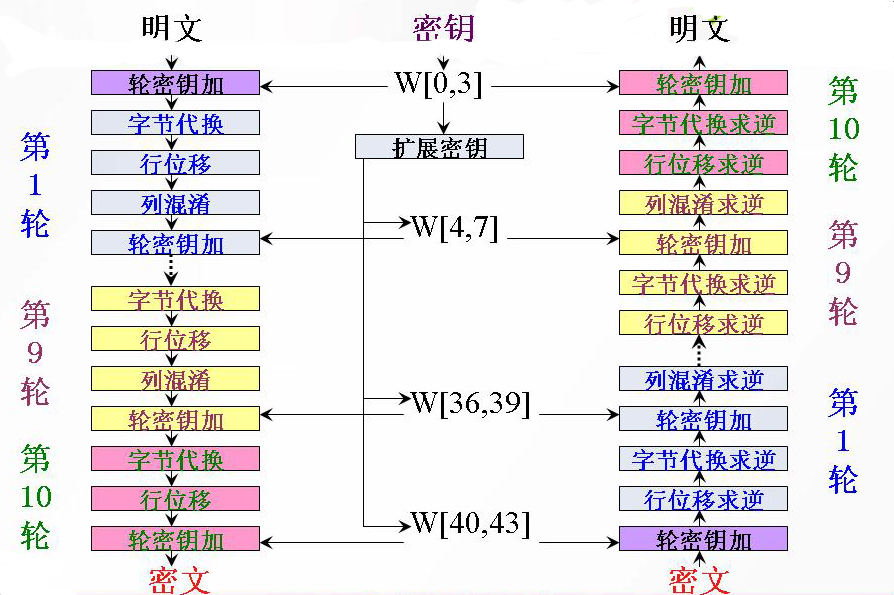 明文
密钥
明文
轮密钥加
W[0,3]
轮密钥加
第10轮
字节代换
扩展密钥
字节代换求逆
第1轮
行位移
行位移求逆
列混淆
列混淆求逆
轮密钥加
W[4,7]
轮密钥加
第9轮
字节代换
字节代换求逆
第9轮
行位移
行位移求逆
列混淆
列混淆求逆
轮密钥加
W[36,39]
轮密钥加
第1轮
字节代换
字节代换求逆
第10轮
行位移
行位移求逆
轮密钥加
W[40,43]
轮密钥加
密文
密文